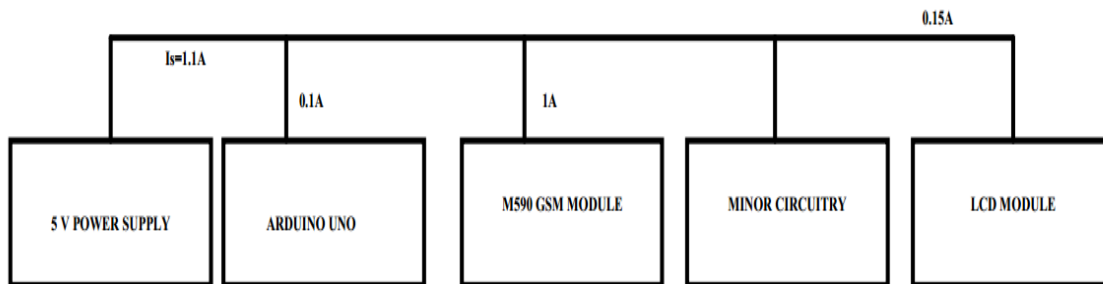 0.15A
Is=1.1A
0.1A
1A
5 V POWER SUPPLY
ARDUINO UNO
M590 GSM MODULE
MINOR CIRCUITRY
LCD MODULE